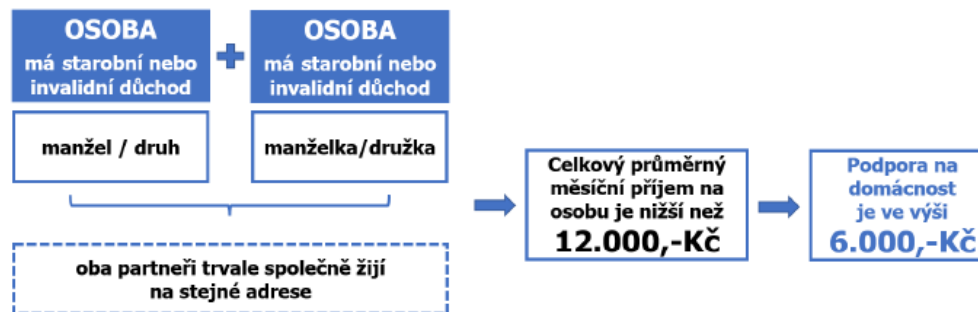 OSOBA
má starobní nebo
invalidní důchod
OSOBA
má starobní nebo
invalidní důchod
manžel / druh
manželka/družka
oba partneři trvale společně žijí
na stejné adrese
Celkový průměrný
měsíční příjem na
osobu je nižší než
12.000,-Kč
Podpora na
domácnost
je ve výši
6.000,-Kč